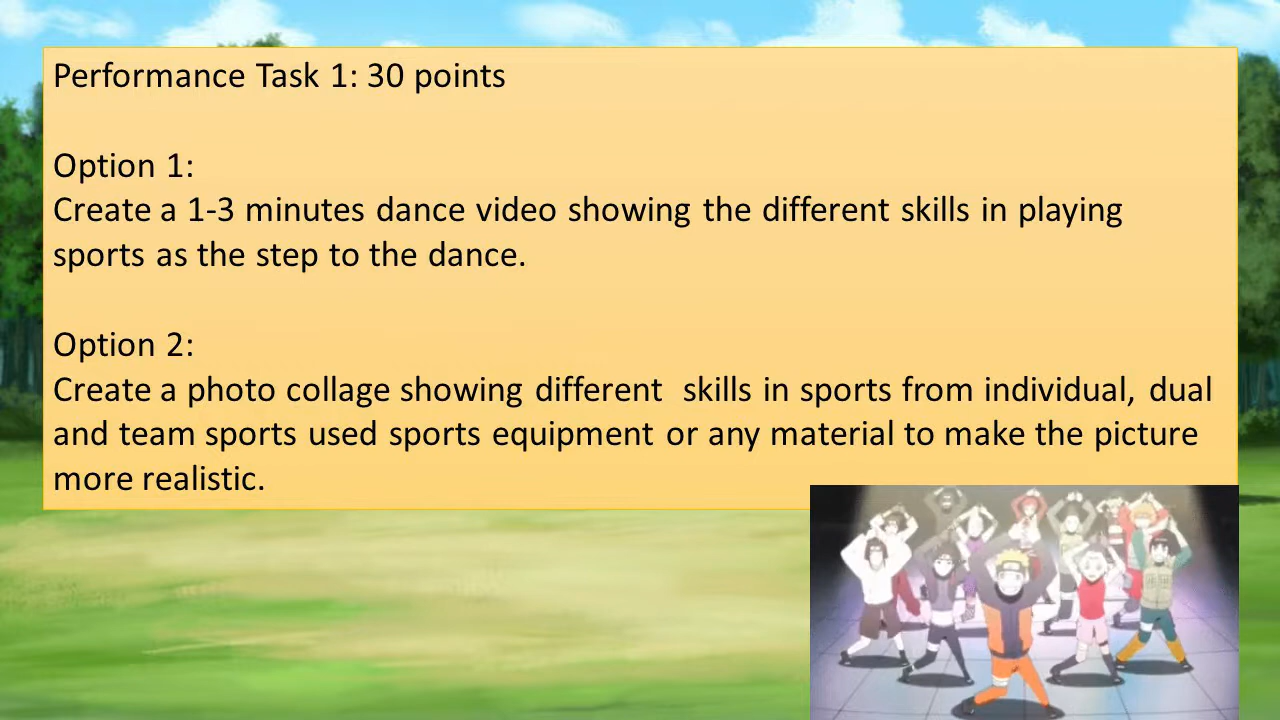 Performance Task 1: 30 points
Option 1:
Create a 1-3 minutes dance video showing the different skills in playing
sports as the step to the dance.
Option 2:
Create a photo collage showing different  skills in sports from individual, dual
and team sports used sports equipment or any material to make the picture
more realistic.